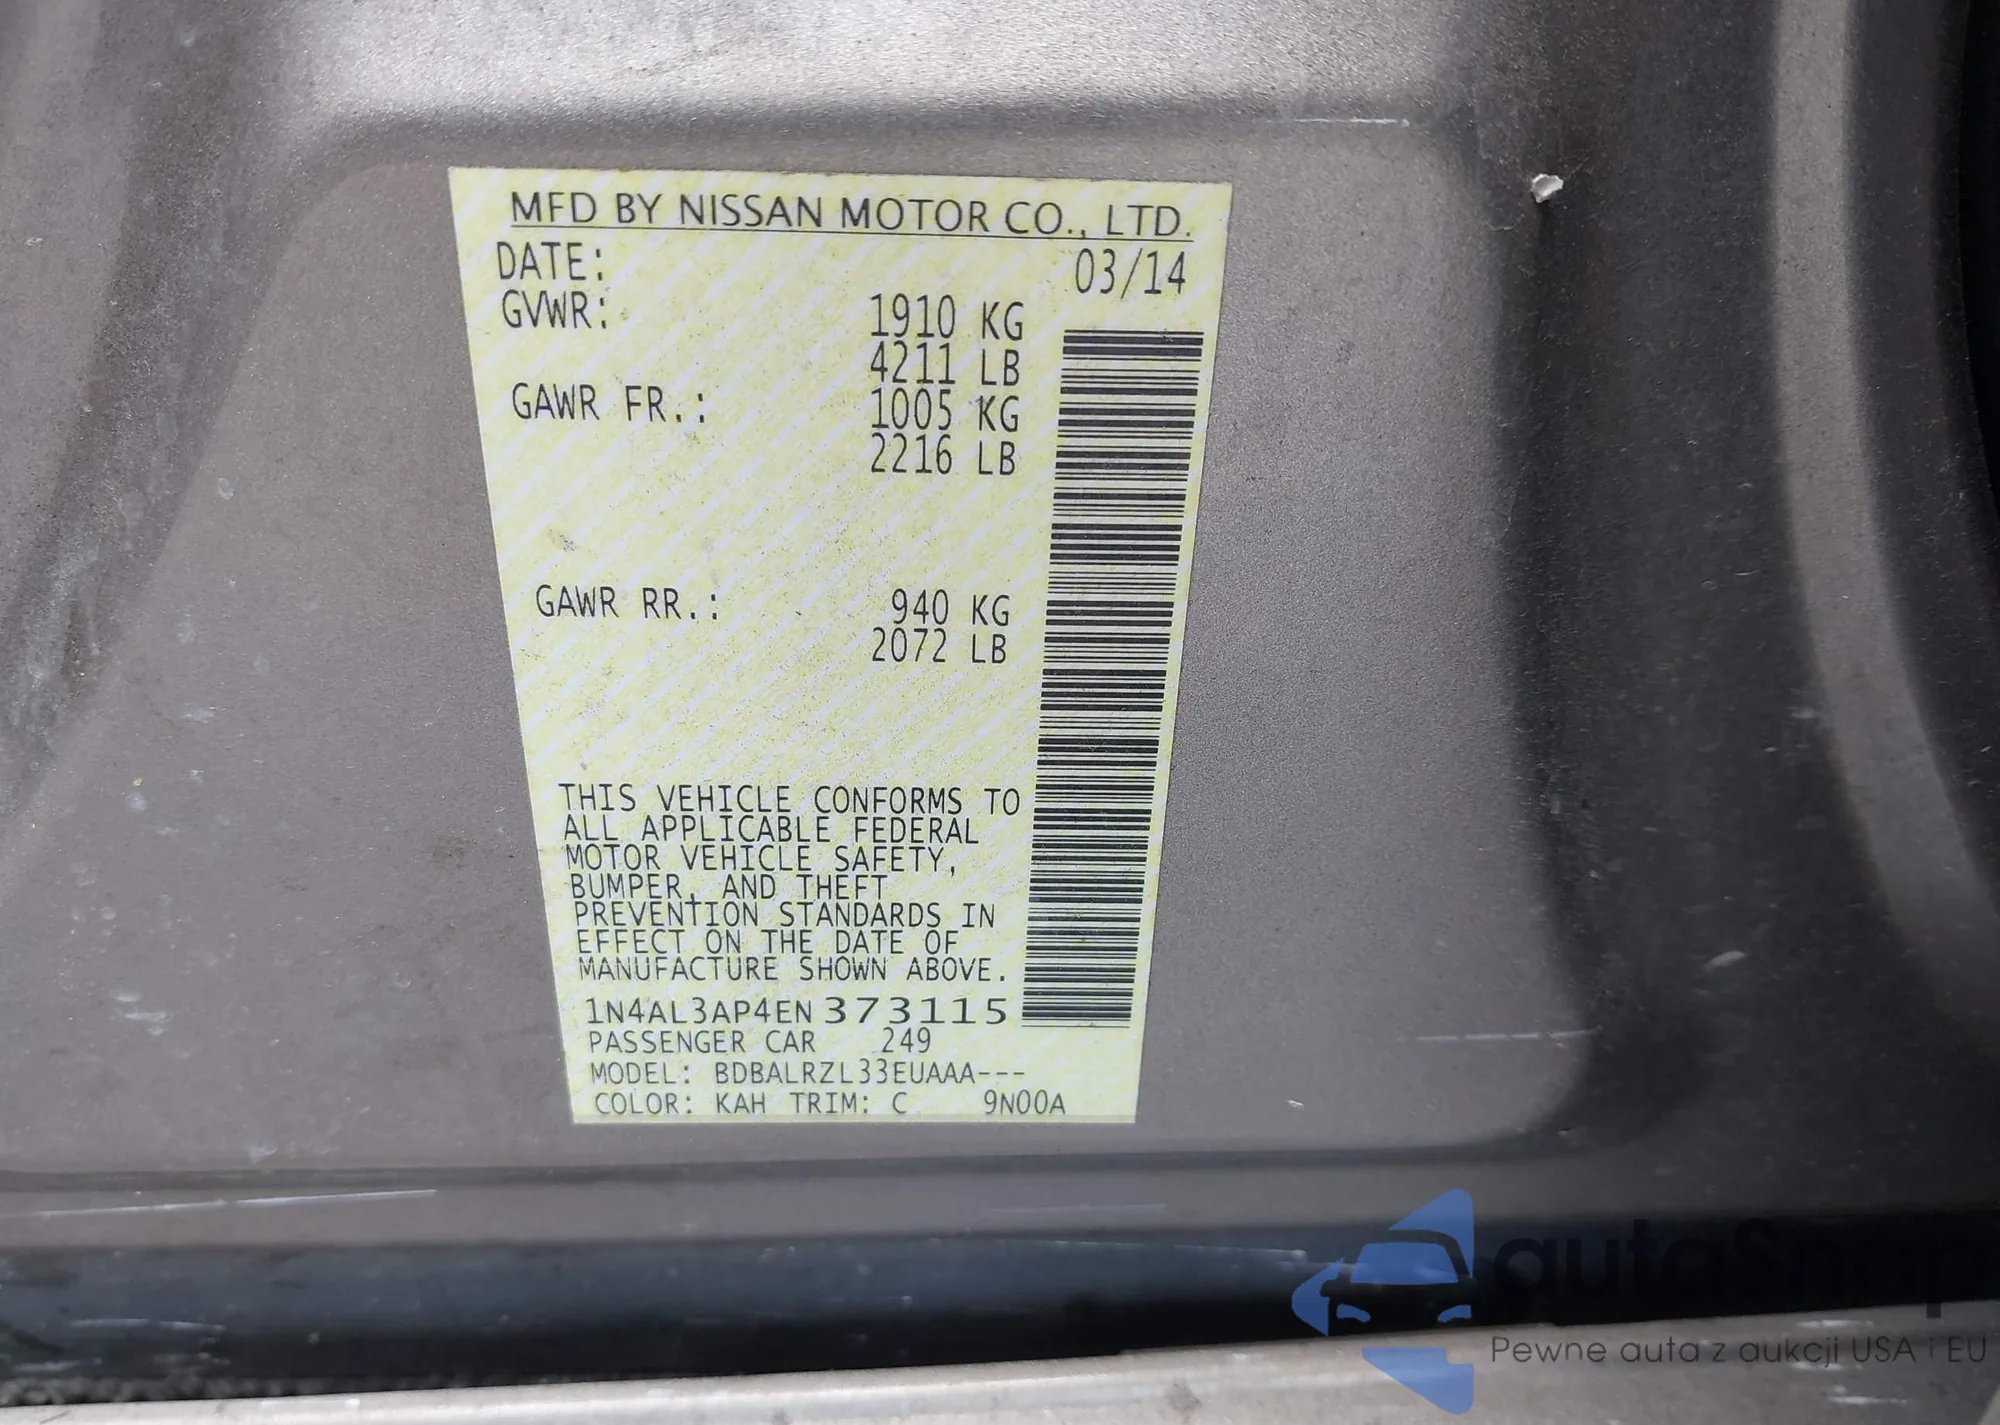 MFD BY NISSAN MOTOR CO., LTD.
DATE: 03/14
GVWR: 1910 KG
4211 LB
GAWR FR.: 1005 KG
2216 LB
GAWR RR.: 940 KG
2072 LB
THIS VEHICLE CONFORMS TO
ALL APPLICABLE FEDERAL
MOTOR VEHICLE SAFETY,
BUMPER, AND THEFT
PREVENTION STANDARDS IN
EFFECT ON THE DATE OF
MANUFACTURE SHOWN ABOVE.
1N4AL3AP4EN373115
PASSENGER CAR 249
MODEL: BDBALRZL33EUAAA---
COLOR: KAH TRIM: C 9N00A
autaSnap
Pewne auta z aukcji USA i EU